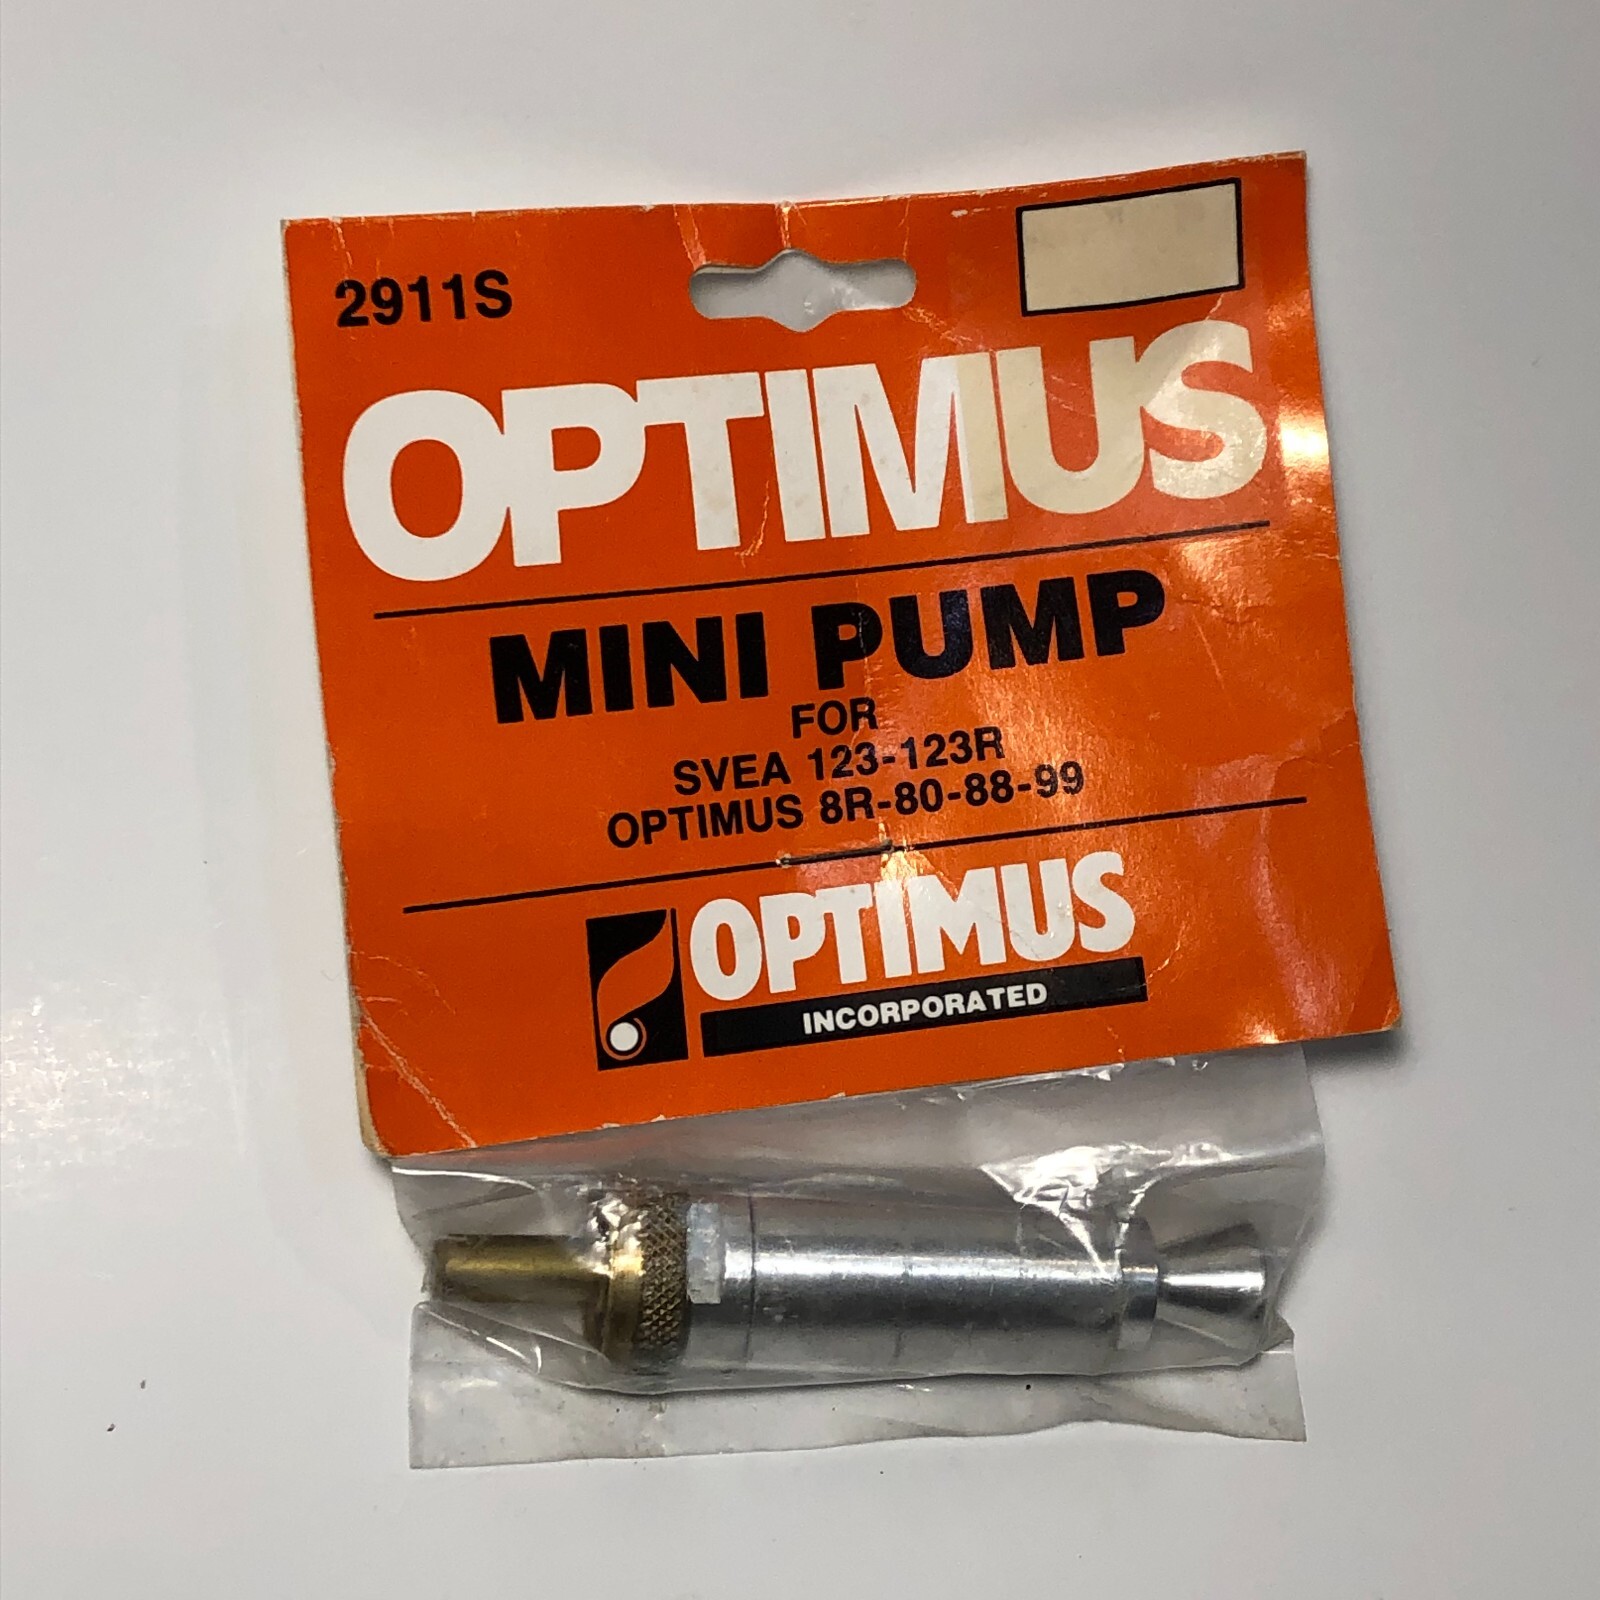 2911S
OPTIMUS
MINI PUMP
FOR
SVEA 123-123R
OPTIMUS 8R-80-88-99
OPTIMUS
INCORPORATED